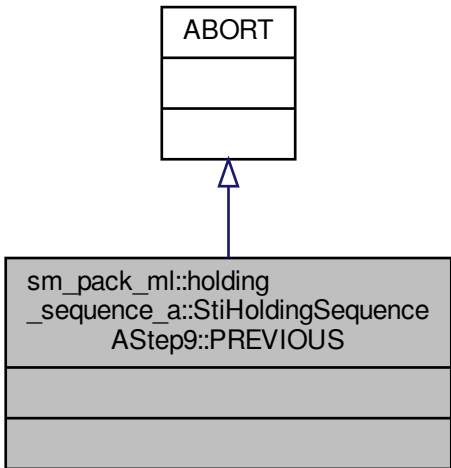 ABORT
sm_pack_ml::holding
_sequence_a::StiHoldingSequence
AStep9::PREVIOUS